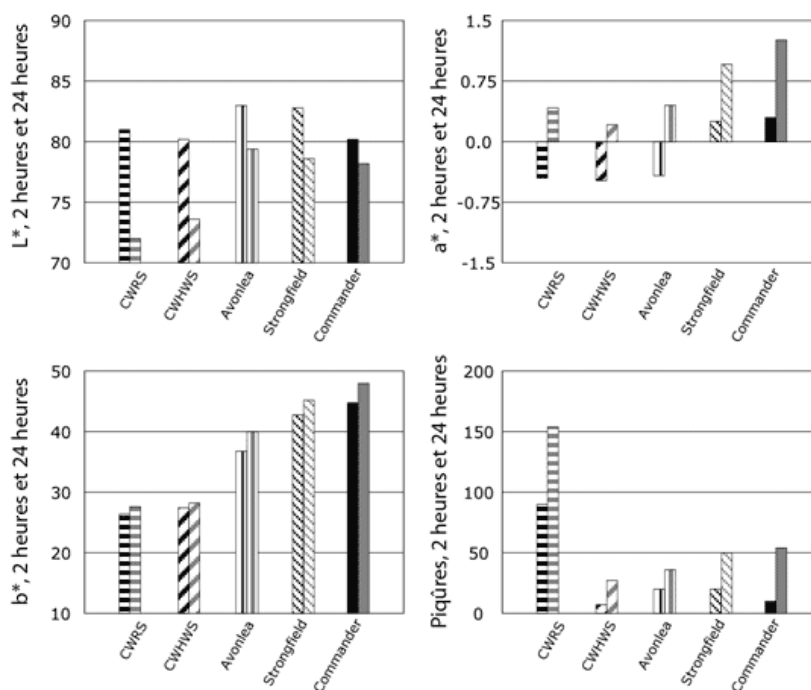 L*, 2 heures et 24 heures
90
85
80
75
70
CWRS
CWHWS
Avonlea
Strongfield
Commander
a*, 2 heures et 24 heures
1.5
0.75
0.0
-0.75
-1.5
CWRS
CWHWS
Avonlea
Strongfield
Commander
b*, 2 heures et 24 heures
50
40
30
20
10
CWRS
CWHWS
Avonlea
Strongfield
Commander
Piqûres, 2 heures et 24 heures
200
150
100
50
0
CWRS
CWHWS
Avonlea
Strongfield
Commander